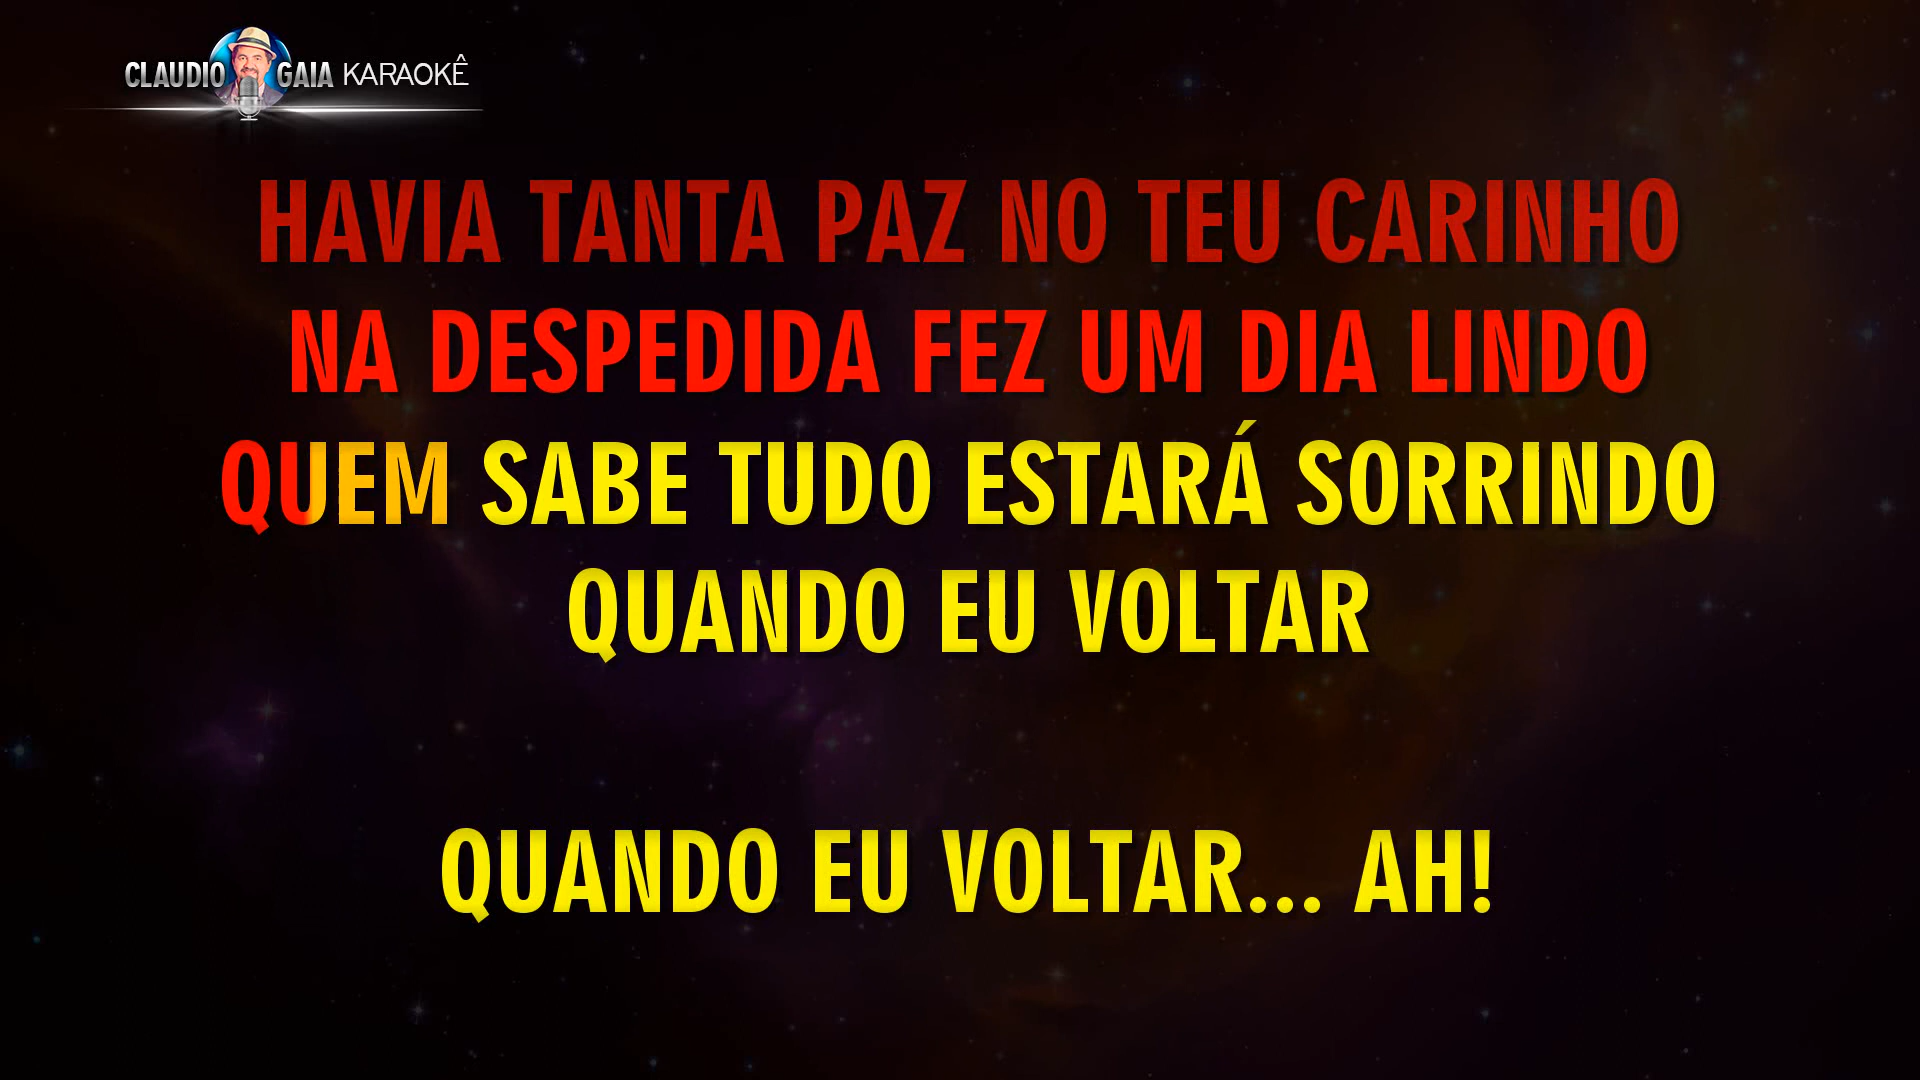 CLAUDIO GAIA KARAOKÊ
HAVIA TANTA PAZ NO TEU CARINHO
NA DESPEDIDA FEZ UM DIA LINDO
QUEM SABE TUDO ESTARÁ SORRINDO
QUANDO EU VOLTAR
QUANDO EU VOLTAR... AH!